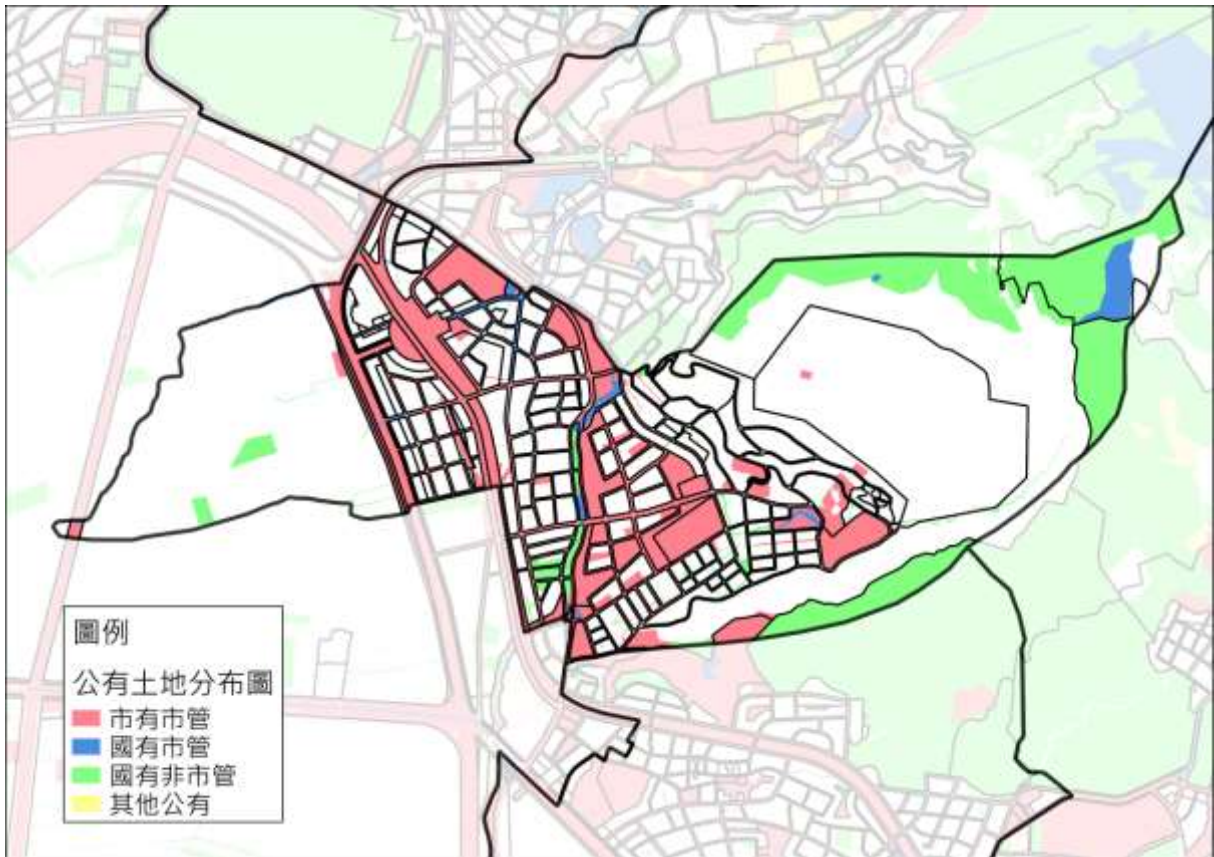 圖例
公有土地分布圖
市有市管
國有市管
國有非市管
其他公有